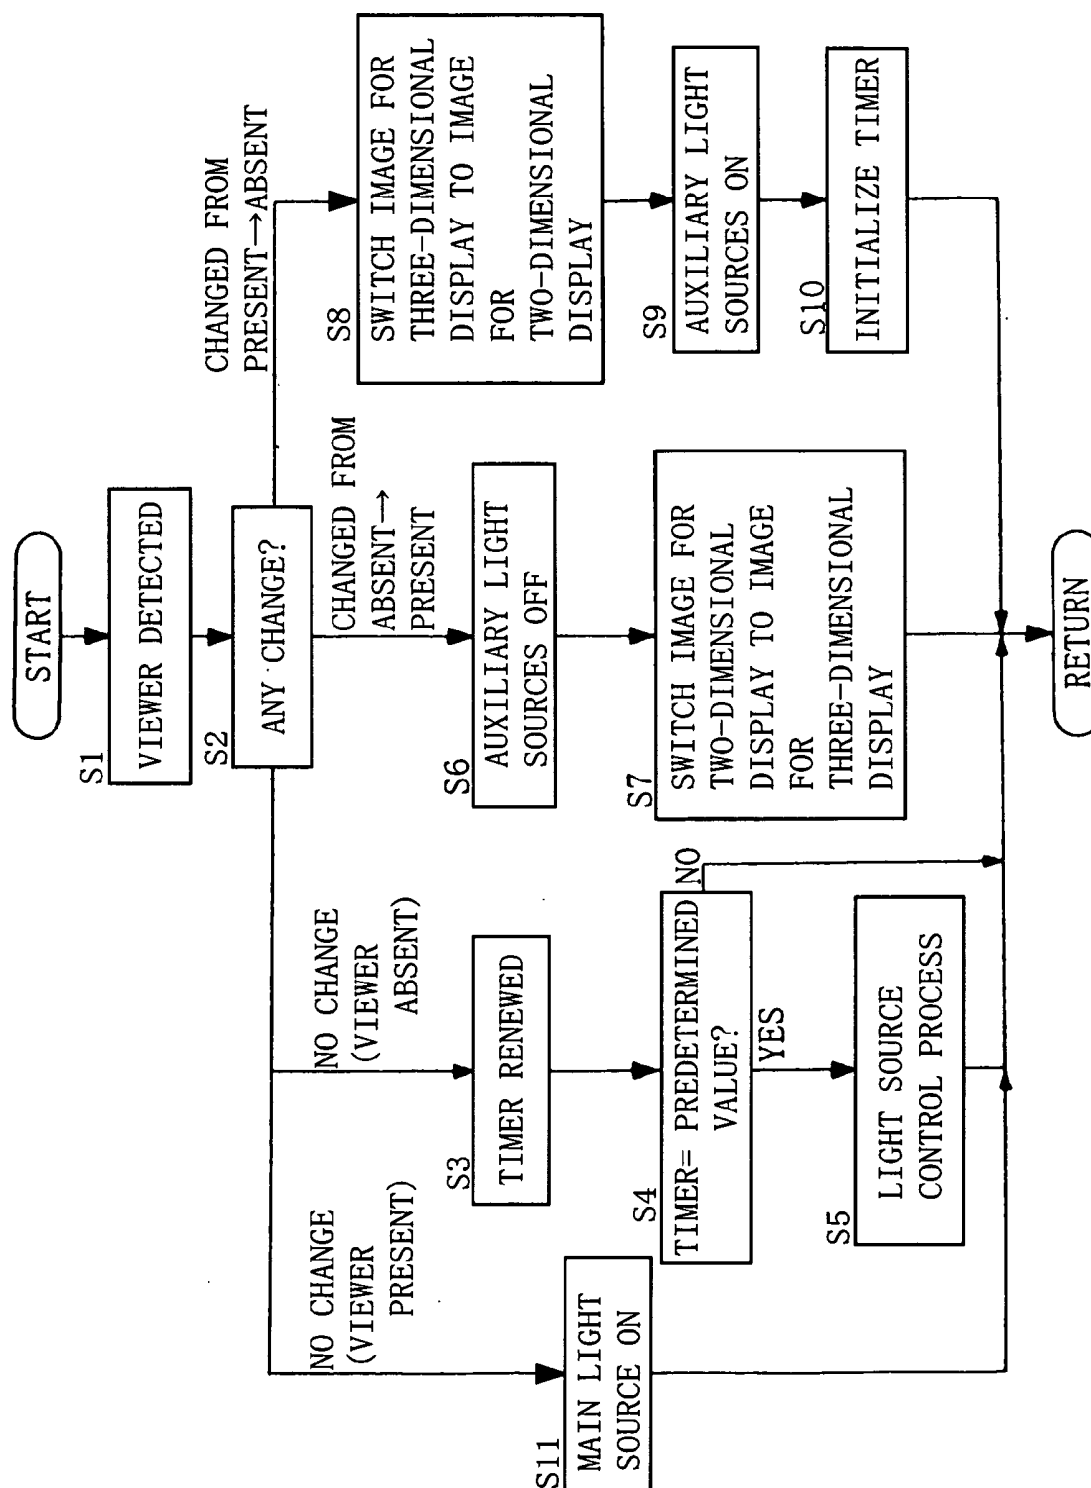 START
S1
VIEWER DETECTED
S2
ANY CHANGE?
NO CHANGE
(VIEWER
PRESENT)
S11
MAIN LIGHT
SOURCE ON
NO CHANGE
(VIEWER
ABSENT)
S3
TIMER RENEWED
S4
TIMER= PREDETERMINED
VALUE?
NO
YES
S5
LIGHT SOURCE
CONTROL PROCESS
CHANGED FROM
ABSENT→
PRESENT
S6
AUXILIARY LIGHT
SOURCES OFF
S7
SWITCH IMAGE FOR
TWO-DIMENSIONAL
DISPLAY TO IMAGE
FOR
THREE-DIMENSIONAL
DISPLAY
CHANGED FROM
PRESENT→ABSENT
S8
SWITCH IMAGE FOR
THREE-DIMENSIONAL
DISPLAY TO IMAGE
FOR
TWO-DIMENSIONAL
DISPLAY
S9
AUXILIARY LIGHT
SOURCES ON
S10
INITIALIZE TIMER
RETURN